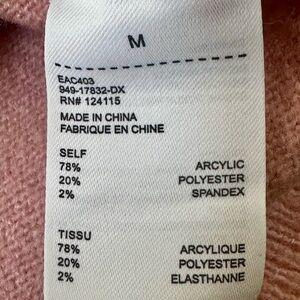 M
EAC403
949-17832-DX
RN# 124115
MADE IN CHINA
FABRIQUE EN CHINE
SELF
78% ARCYLIC
20% POLYESTER
2% SPANDEX
TISSU
78% ARCYLIQUE
20% POLYESTER
2% ELASTHANNE